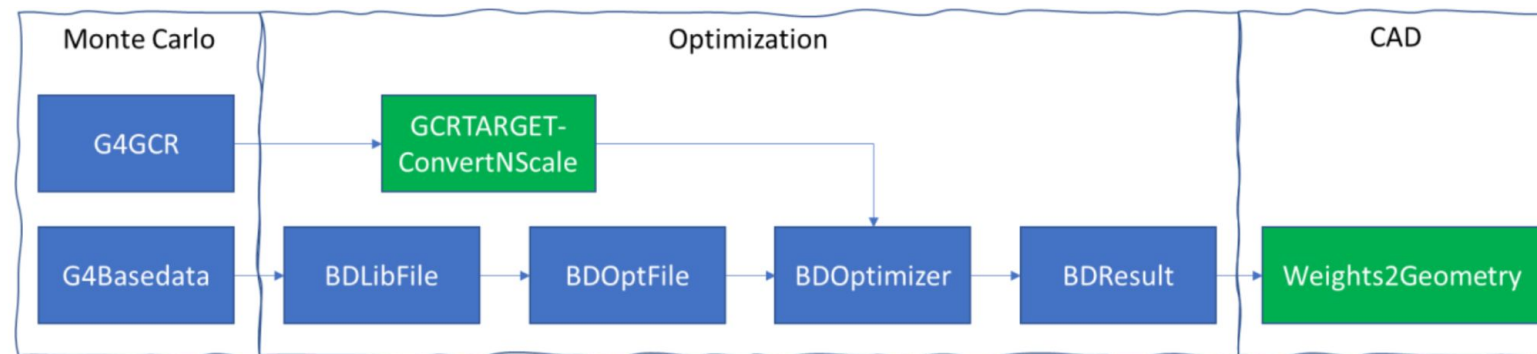 Monte Carlo
Optimization
CAD
G4GCR
GCRTARGET-
ConvertNScale
G4Basedata
BDLibFile
BDOptFile
BDOptimizer
BDResult
Weights2Geometry